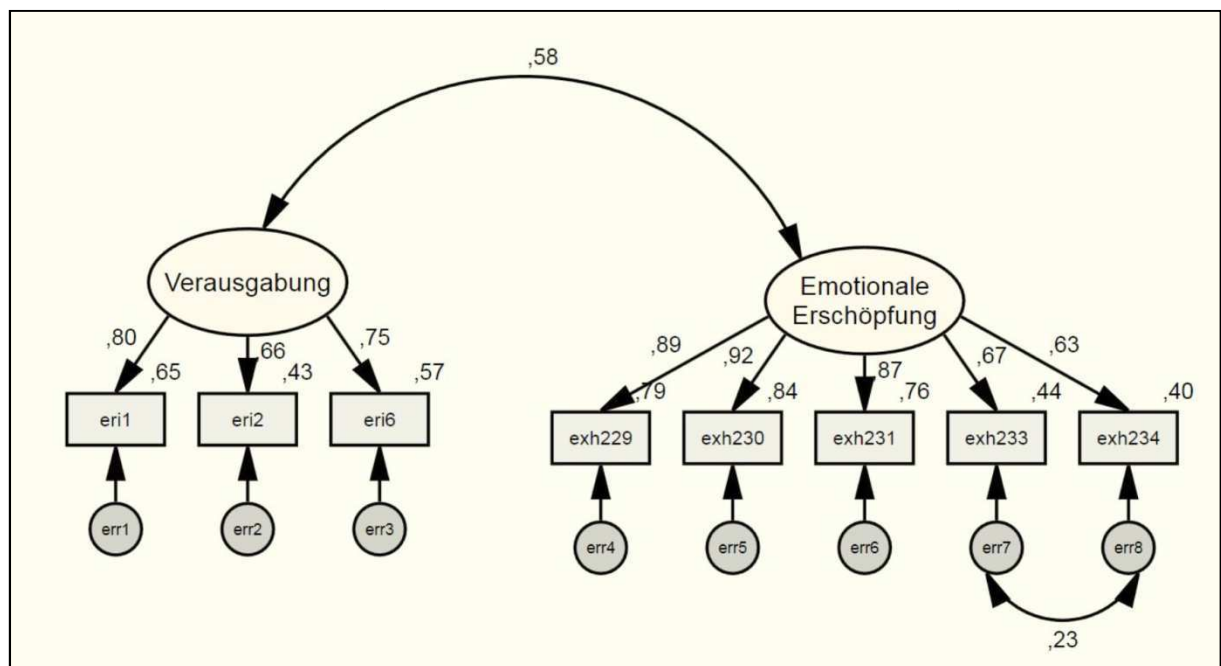 ,58
Verausgabung
Emotionale
Erschöpfung
,80
,66
,75
,65
,43
,57
,89
,92
,87
,67
,63
,79
,84
,76
,44
,40
eri1
eri2
eri6
exh229
exh230
exh231
exh233
exh234
err1
err2
err3
err4
err5
err6
err7
err8
,23